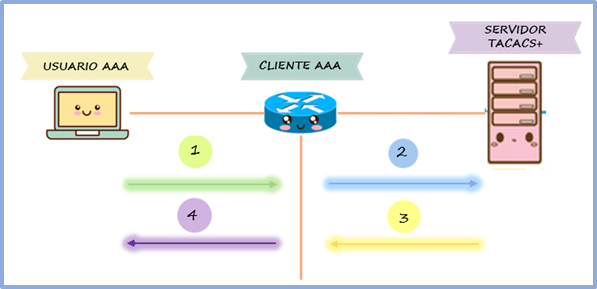 USUARIO AAA
CLIENTE AAA
SERVIDOR
TACACS+
1
2
4
3